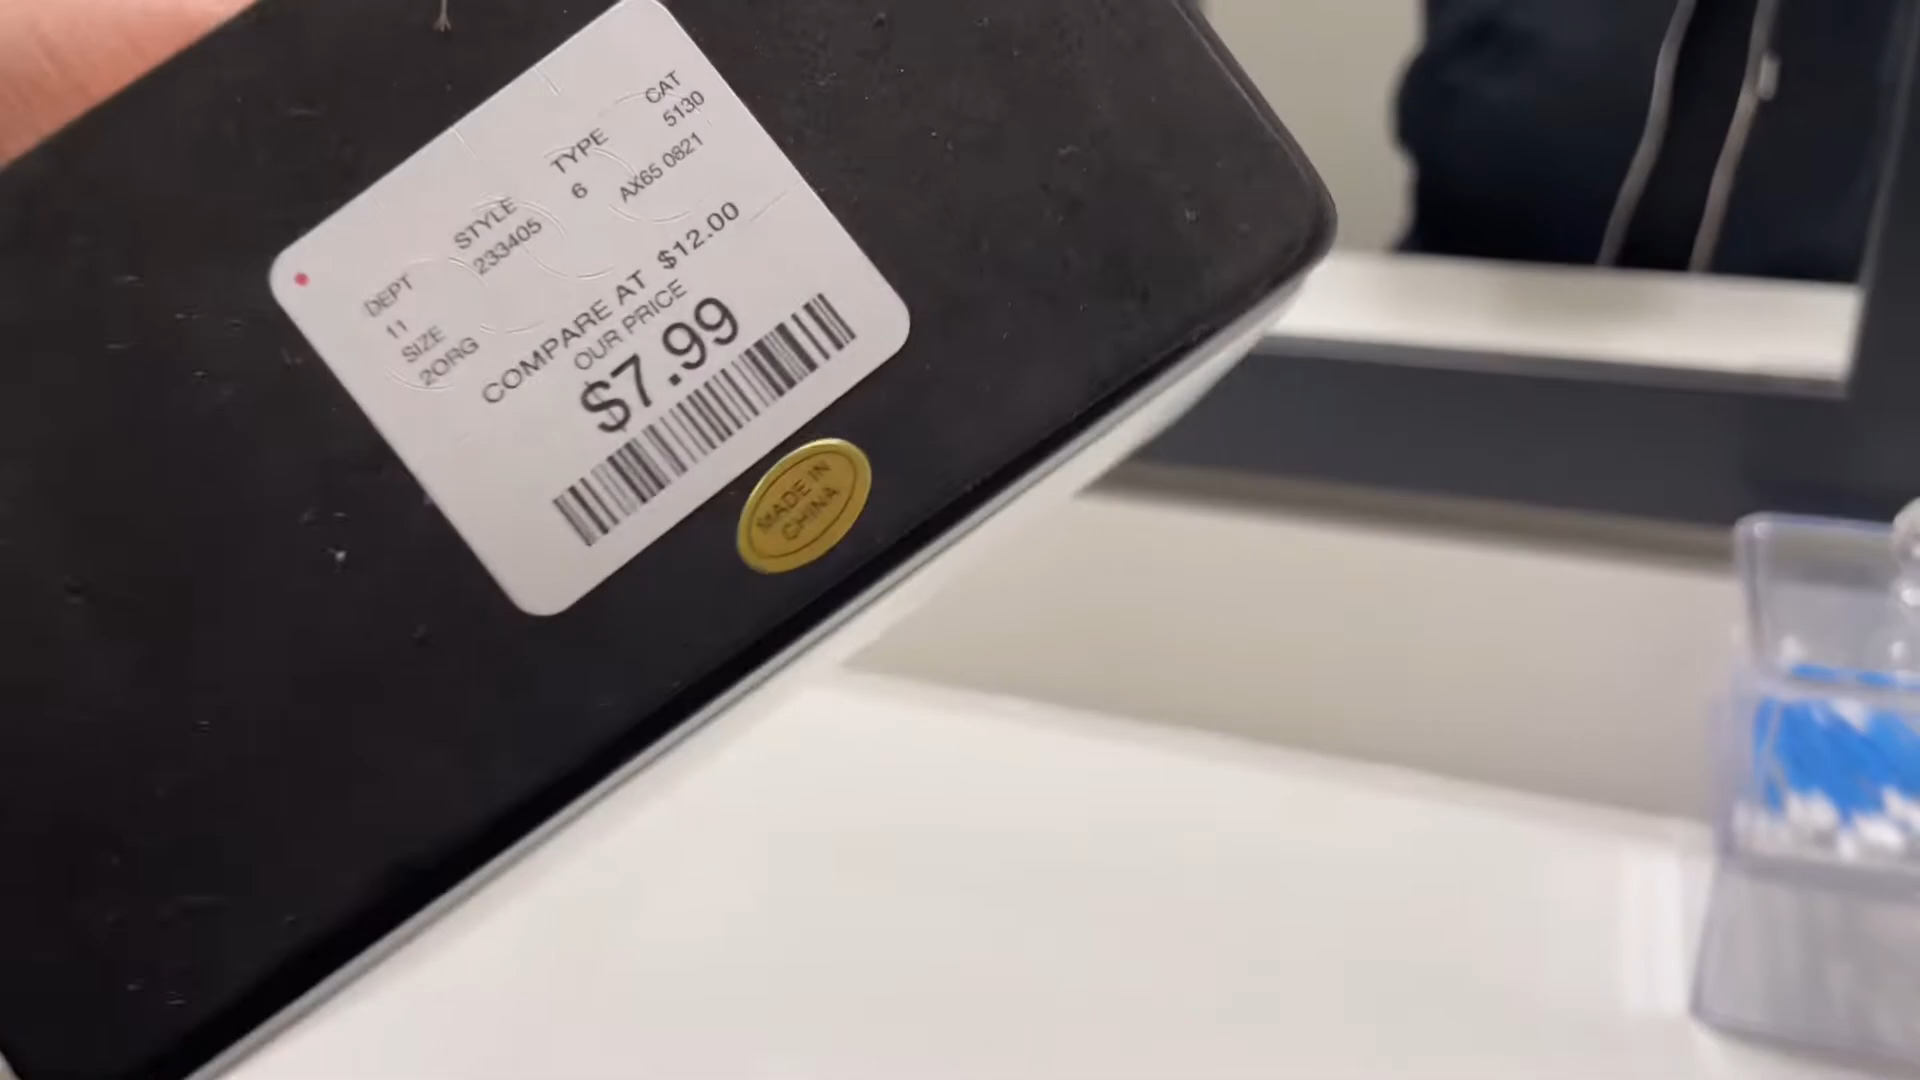 DEPT STYLE TYPE CAT
11 233405 6 5130
SIZE AX65 0821
2ORG
COMPARE AT $12.00
OUR PRICE
$7.99
MADE IN
CHINA